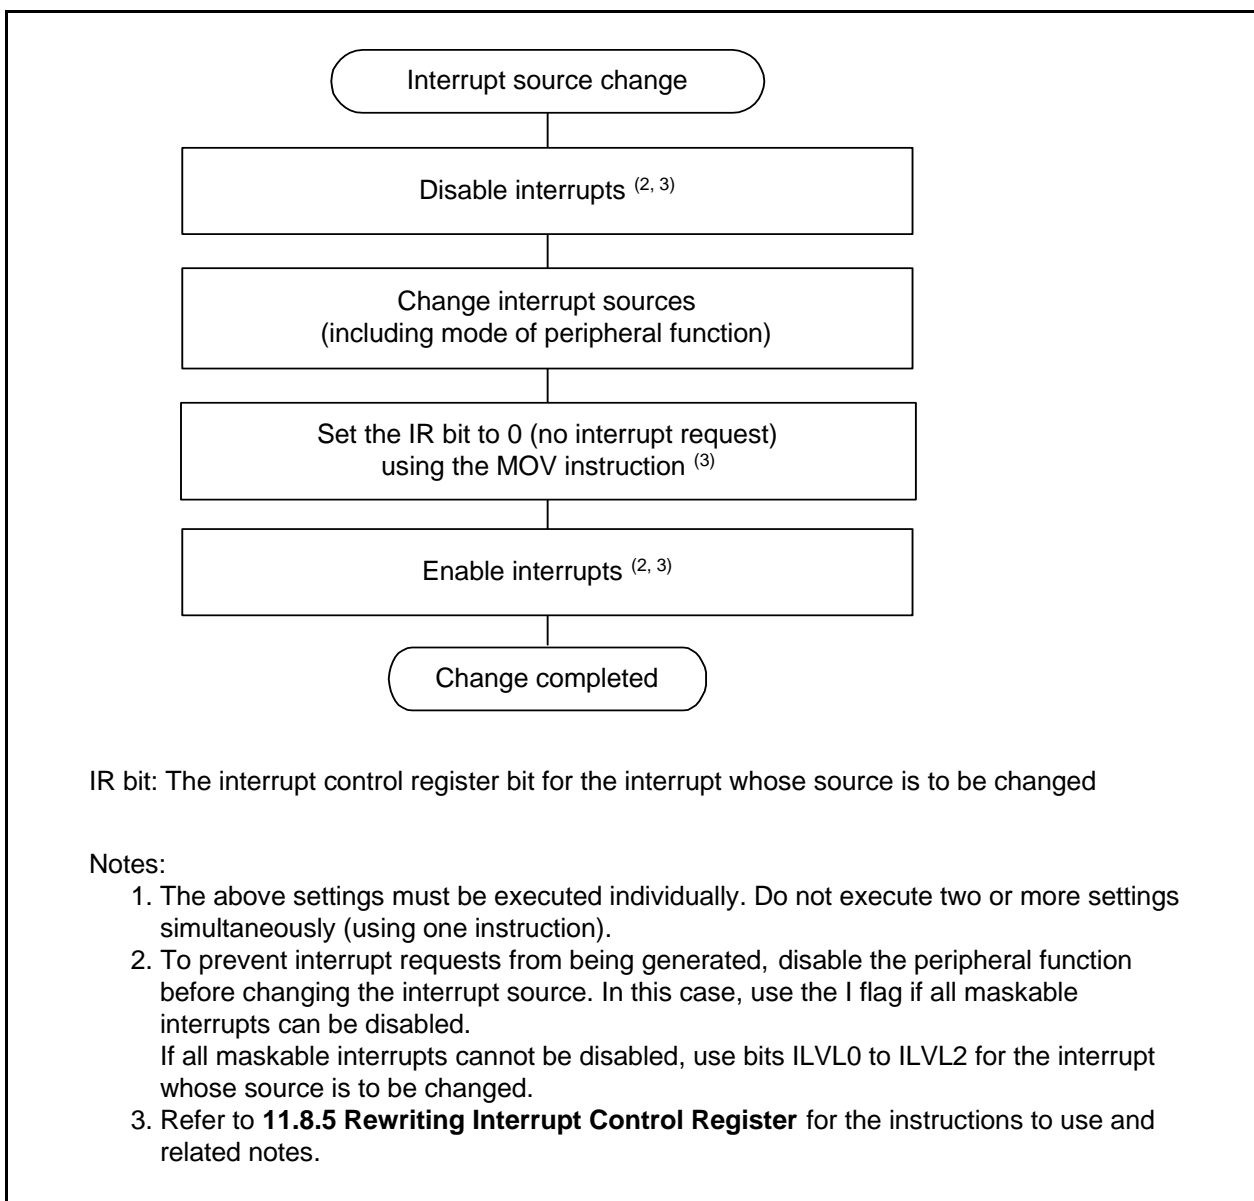 Interrupt source change
Disable interrupts (2, 3)
Change interrupt sources
(including mode of peripheral function)
Set the IR bit to 0 (no interrupt request)
using the MOV instruction (3)
Enable interrupts (2, 3)
Change completed
IR bit: The interrupt control register bit for the interrupt whose source is to be changed
Notes:
1. The above settings must be executed individually. Do not execute two or more settings
simultaneously (using one instruction).
2. To prevent interrupt requests from being generated, disable the peripheral function
before changing the interrupt source. In this case, use the I flag if all maskable
interrupts can be disabled.
If all maskable interrupts cannot be disabled, use bits ILVL0 to ILVL2 for the interrupt
whose source is to be changed.
3. Refer to 11.8.5 Rewriting Interrupt Control Register for the instructions to use and
related notes.